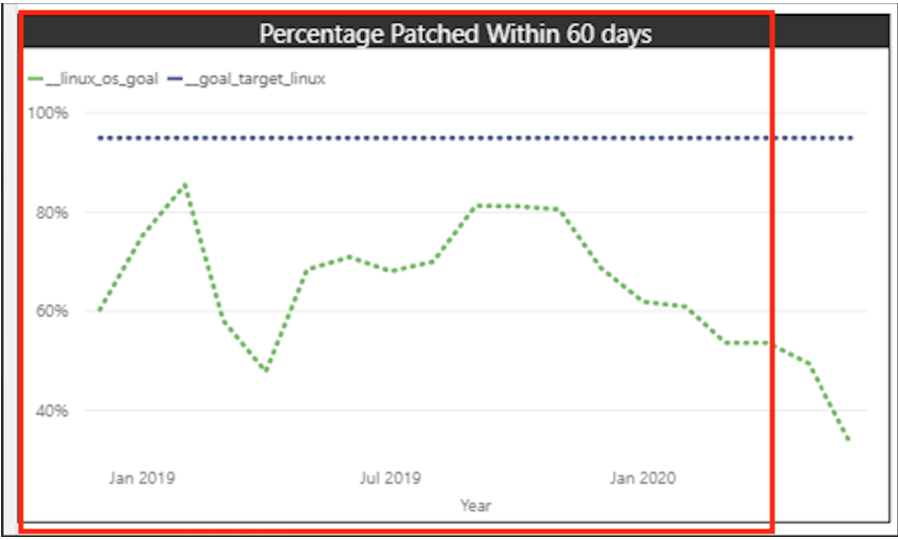 Percentage Patched Within 60 days
__linux_os_goal __goal_target_linux
100%
80%
60%
40%
Jan 2019 Jul 2019 Jan 2020
Year